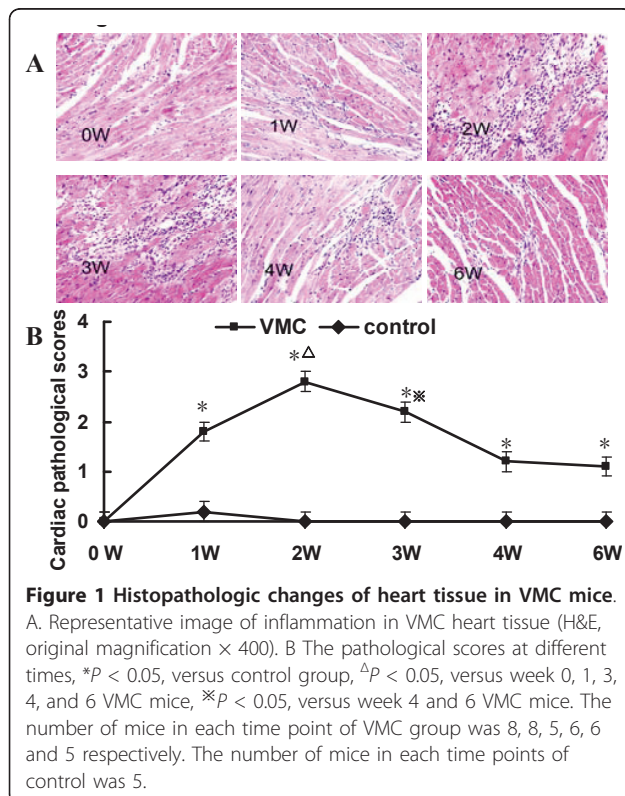 A
0W
1W
2W
3W
4W
6W
B
VMC control
*△
*
*※
*
*
Cardiac pathological scores
4
3
2
1
0
0 W 1W 2W 3W 4W 6W
Figure 1 Histopathologic changes of heart tissue in VMC mice.
A. Representative image of inflammation in VMC heart tissue (H&E,
original magnification × 400). B The pathological scores at different
times, *P < 0.05, versus control group, △P < 0.05, versus week 0, 1, 3,
4, and 6 VMC mice, ※P < 0.05, versus week 4 and 6 VMC mice. The
number of mice in each time point of VMC group was 8, 8, 5, 6, 6
and 5 respectively. The number of mice in each time points of
control was 5.